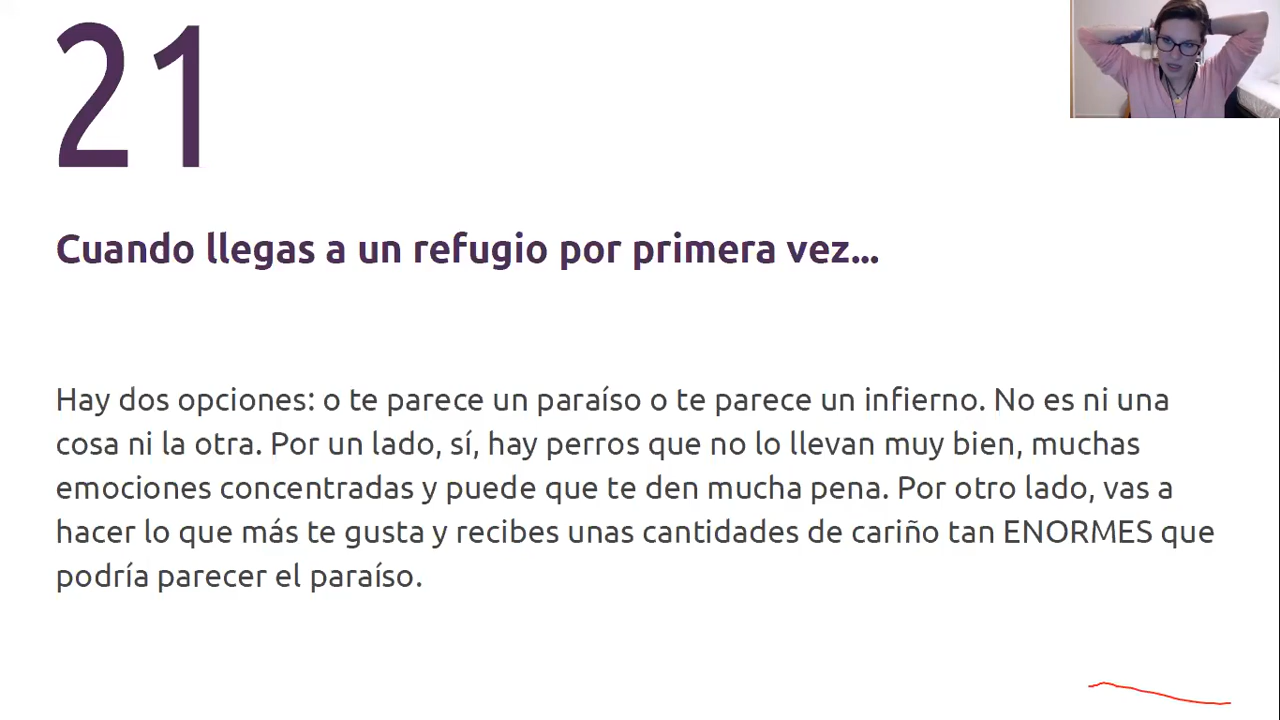 21
Cuando llegas a un refugio por primera vez...
Hay dos opciones: o te parece un paraíso o te parece un infierno. No es ni una
cosa ni la otra. Por un lado, sí, hay perros que no lo llevan muy bien, muchas
emociones concentradas y puede que te den mucha pena. Por otro lado, vas a
hacer lo que más te gusta y recibes unas cantidades de cariño tan ENORMES que
podría parecer el paraíso.